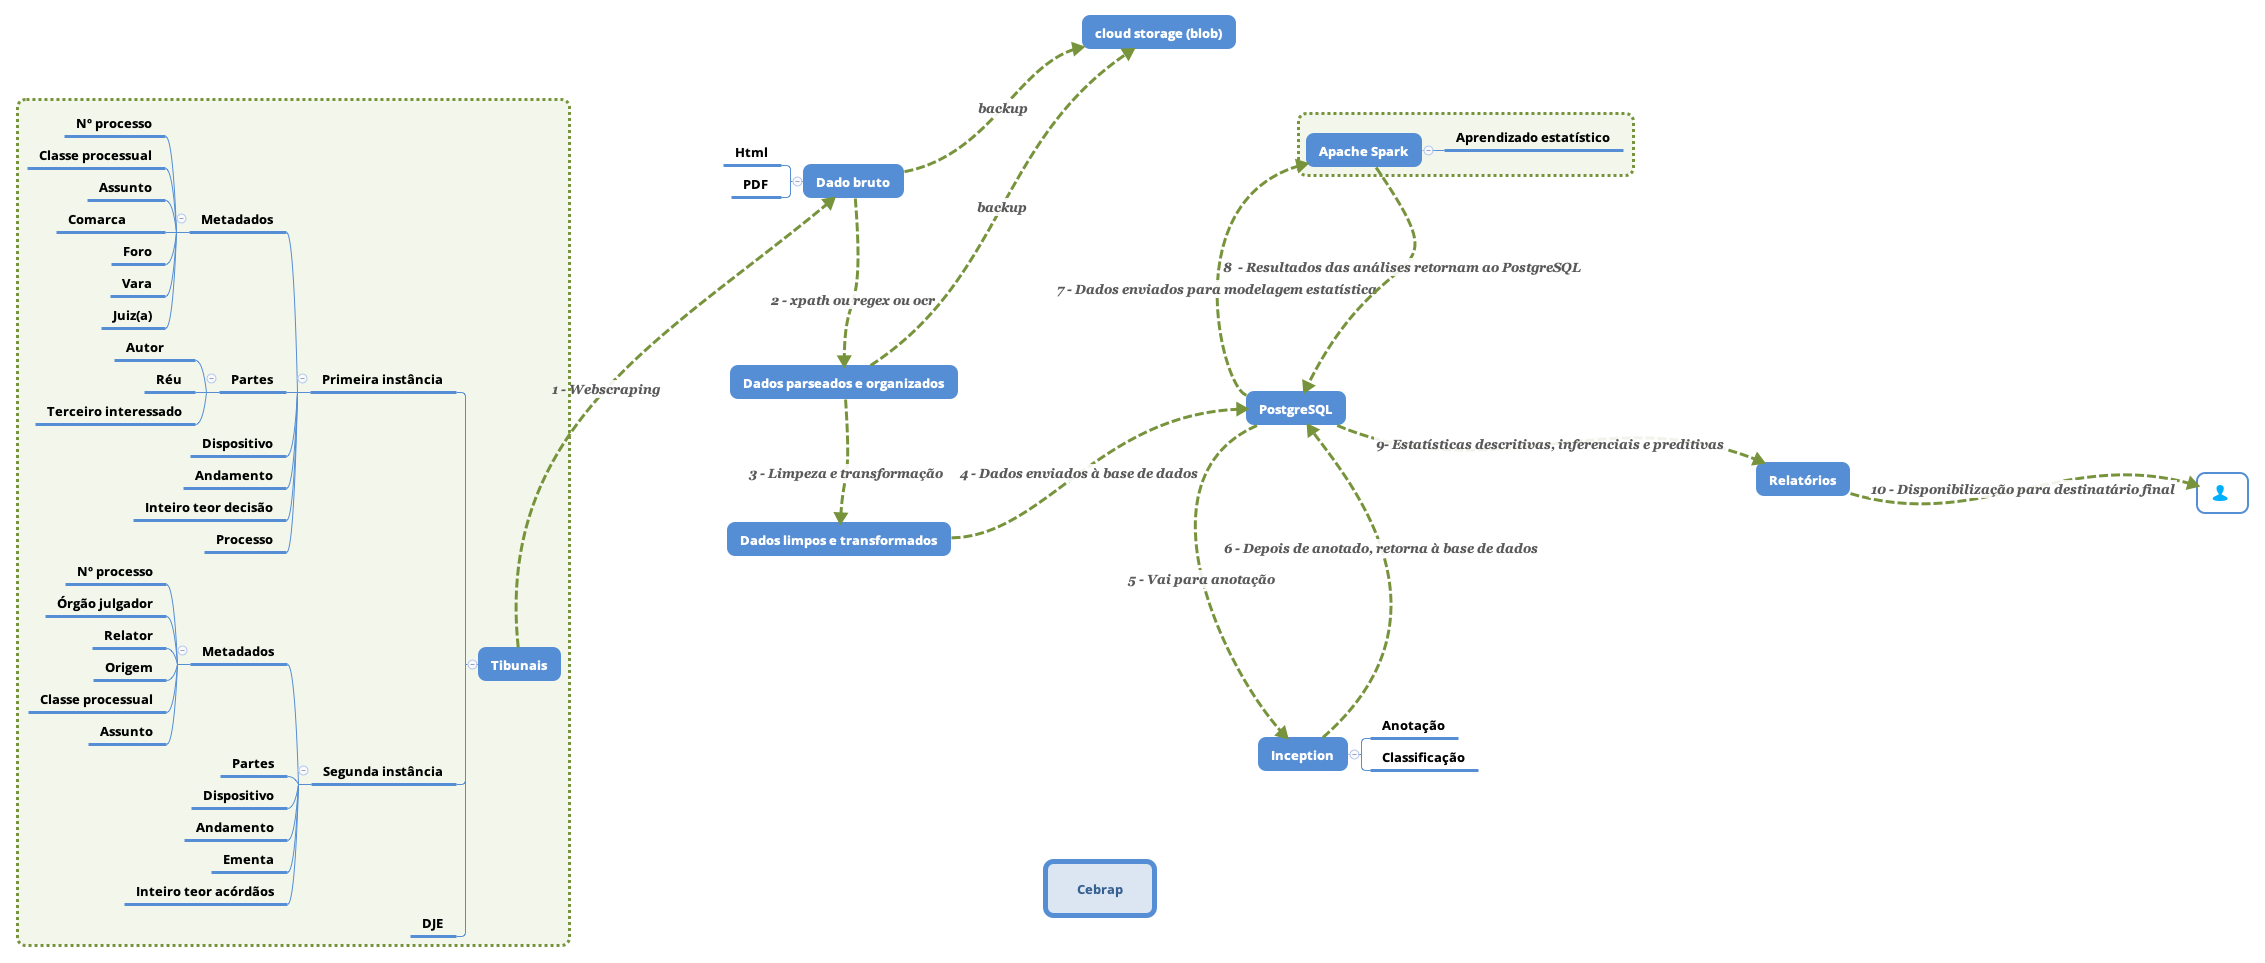 cloud storage (blob)
backup
backup
Html
PDF
Dado bruto
1 - Webscraping
2 - xpath ou regex ou ocr
Dados parseados e organizados
3 - Limpeza e transformação
4 - Dados enviados à base de dados
Dados limpos e transformados
Nº processo
Classe processual
Assunto
Comarca
Foro
Vara
Juiz(a)
Metadados
Autor
Réu
Terceiro interessado
Partes
Primeira instância
Dispositivo
Andamento
Inteiro teor decisão
Processo
Nº processo
Órgão julgador
Relator
Origem
Classe processual
Assunto
Metadados
Tibunais
Partes
Segunda instância
Dispositivo
Andamento
Ementa
Inteiro teor acórdãos
DJE
Apache Spark
Aprendizado estatístico
8 - Resultados das análises retornam ao PostgreSQL
7 - Dados enviados para modelagem estatística
PostgreSQL
9- Estatísticas descritivas, inferenciais e preditivas
Relatórios
10 - Disponibilização para destinatário final
6 - Depois de anotado, retorna à base de dados
5 - Vai para anotação
Inception
Anotação
Classificação
Cebrap